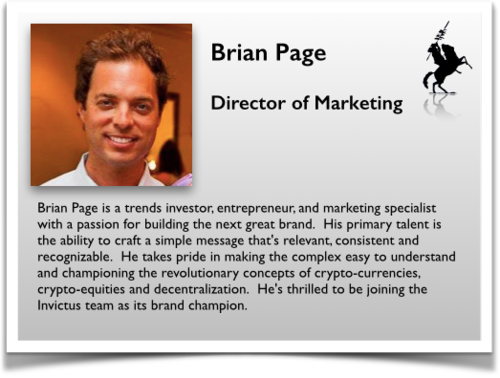 Brian Page
Director of Marketing
Brian Page is a trends investor, entrepreneur, and marketing specialist
with a passion for building the next great brand.  His primary talent is
the ability to craft a simple message that's relevant, consistent and
recognizable.  He takes pride in making the complex easy to understand
and championing the revolutionary concepts of crypto-currencies,
crypto-equities and decentralization.  He's thrilled to be joining the
Invictus team as its brand champion.